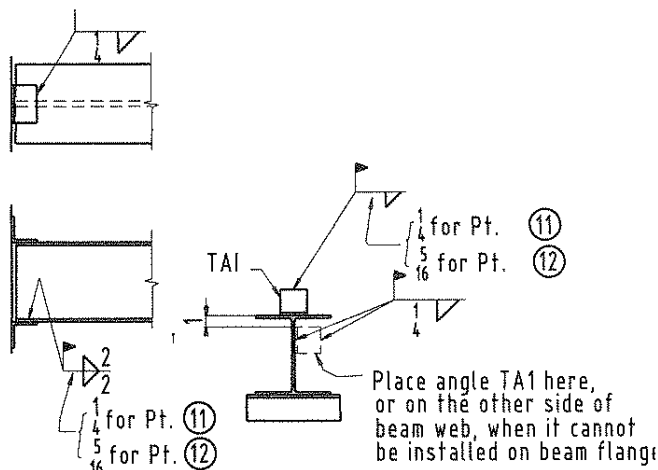 1
4
1
4 for Pt. 11
5
16 for Pt. 12
TA1
1
1
4
2
2
1
4 for Pt. 11
5
16 for Pt. 12
Place angle TA1 here,
or on the other side of
beam web, when it cannot
be installed on beam flange